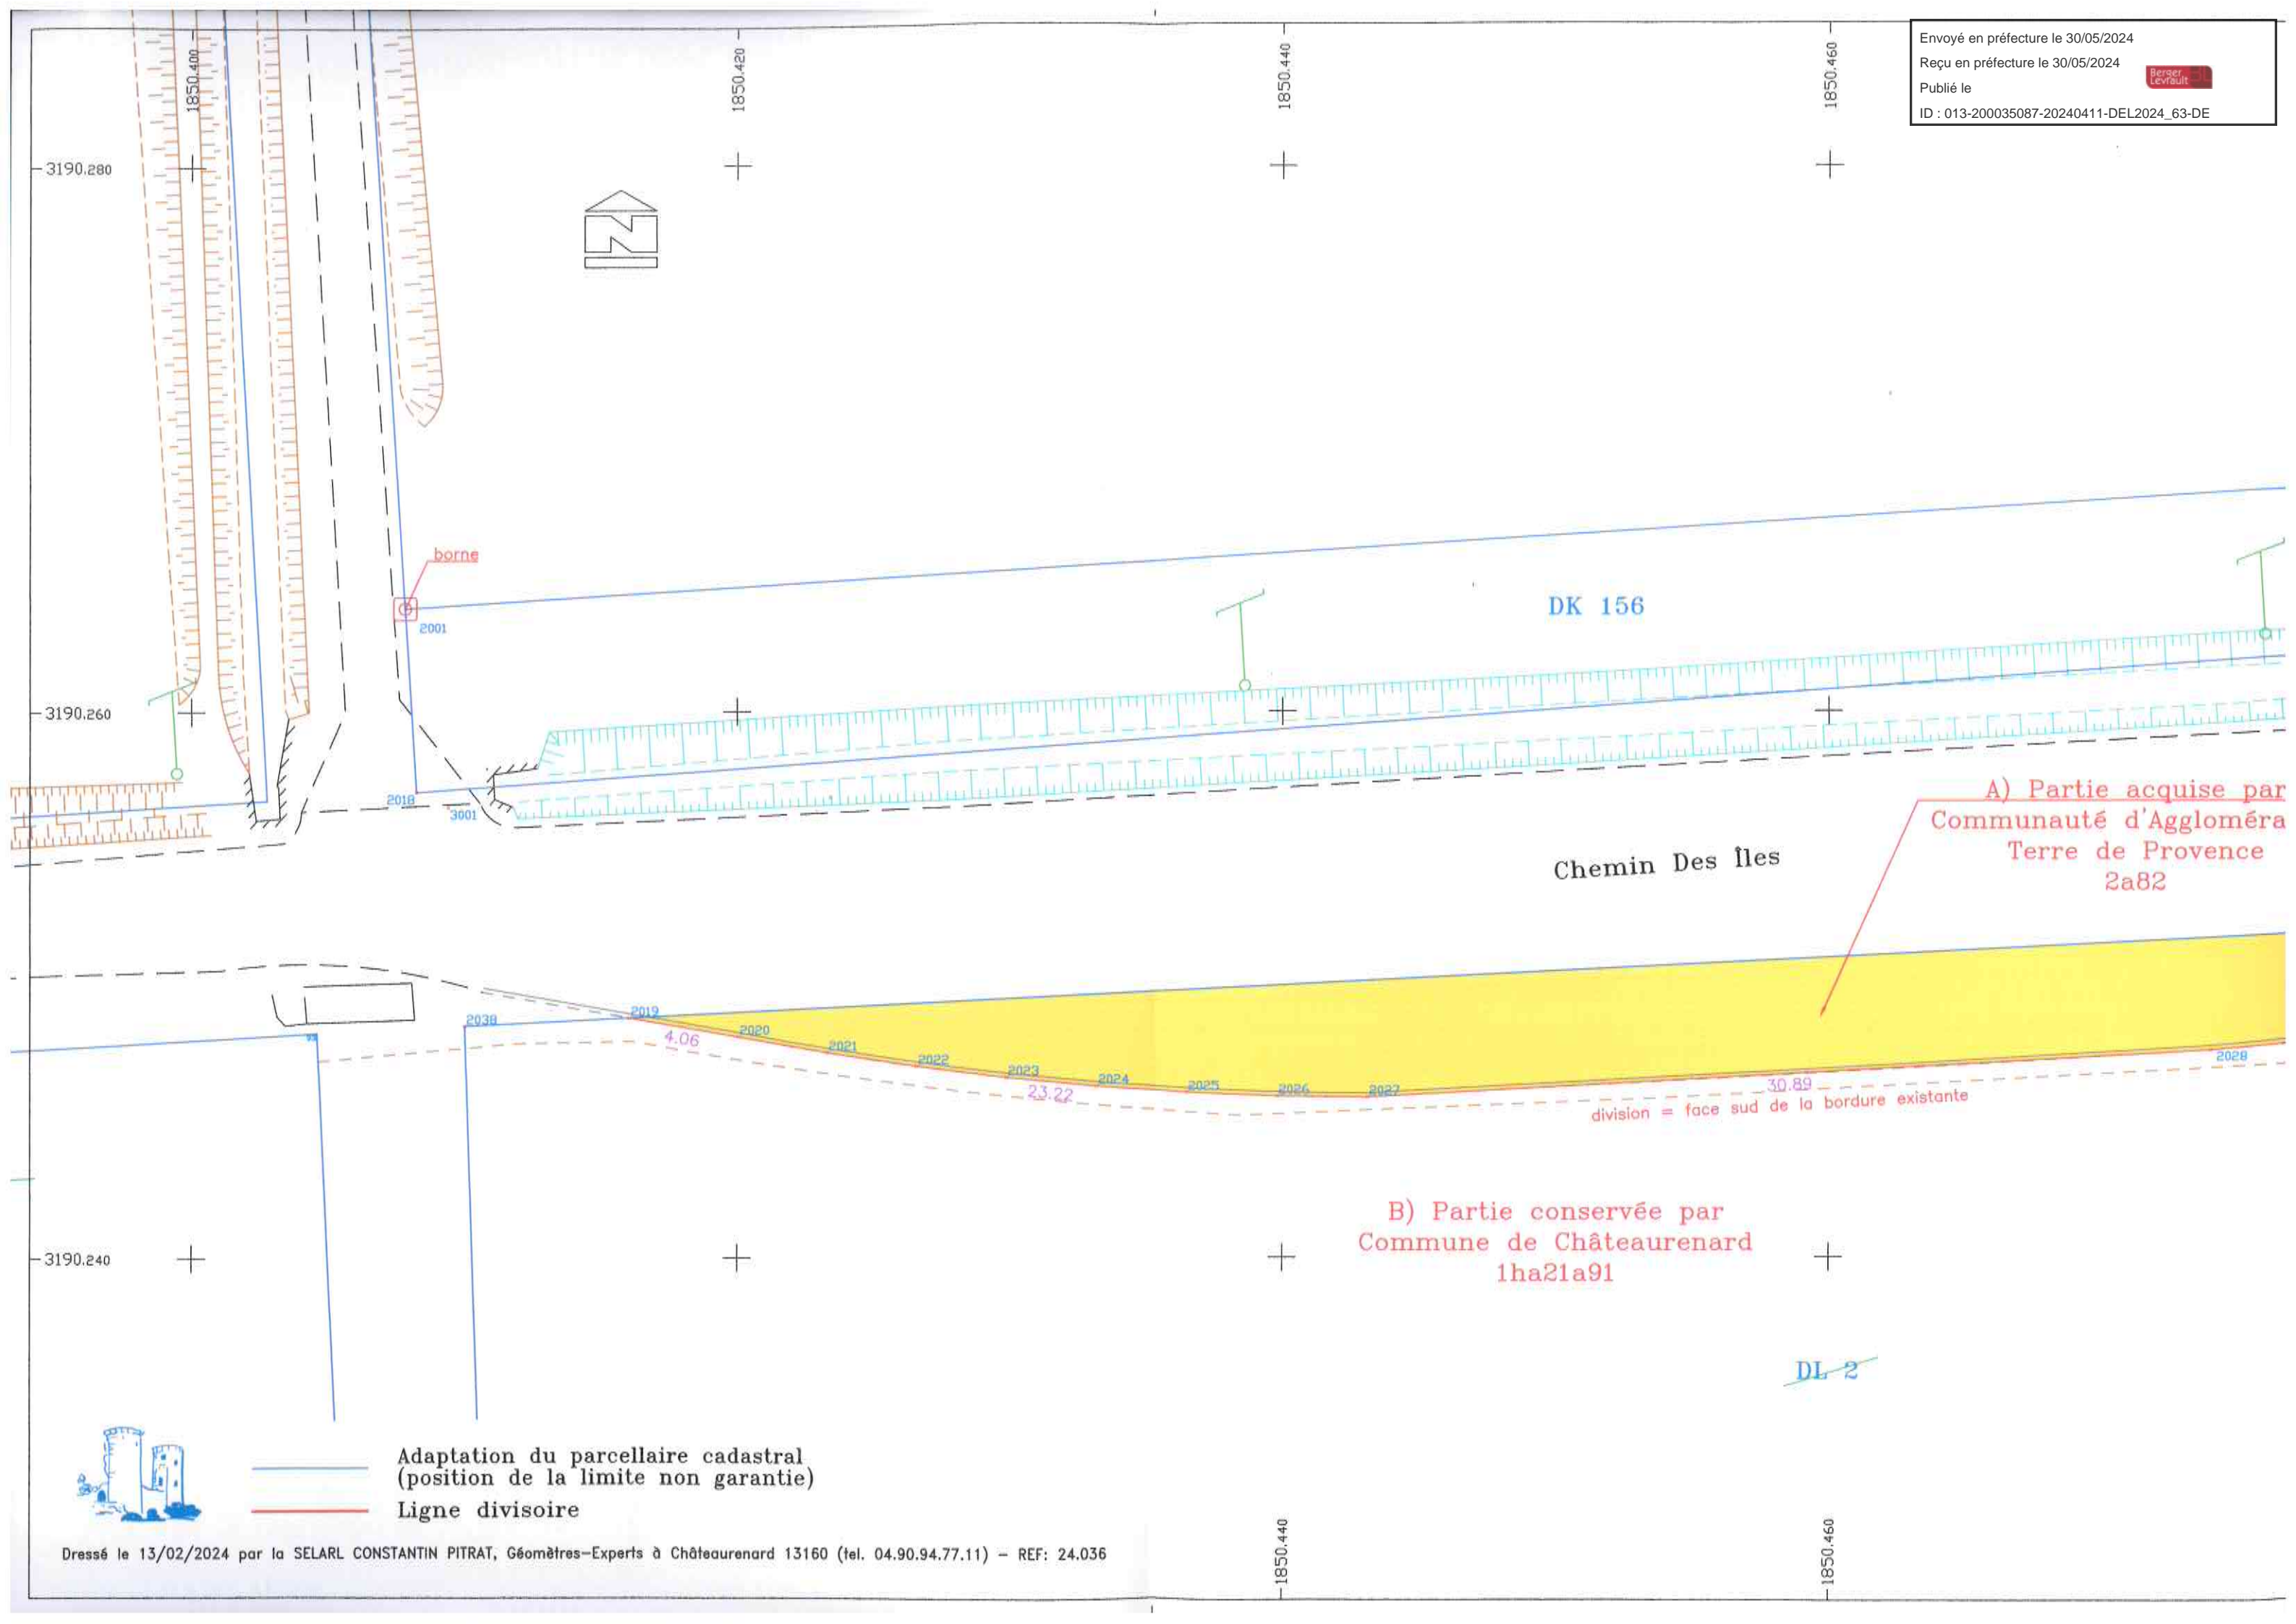 Envoyé en préfecture le 30/05/2024
Reçu en préfecture le 30/05/2024
Publié le
Berger Levrault
ID : 013-200035087-20240411-DEL2024_63-DE
1850.400
1850.420
1850.440
1850.460
3190.280
N
borne
2001
DK 156
3190.260
2018
3001
A) Partie acquise par
Communauté d'Aggloméra
Terre de Provence
2a82
Chemin Des Îles
2038
2019
4.06
2020
2021
2022
2023
2024
2025
2026
2027
2028
23.22
30.89
division = face sud de la bordure existante
B) Partie conservée par
Commune de Châteaurenard
1ha21a91
3190.240
DL 2
Adaptation du parcellaire cadastral
(position de la limite non garantie)
Ligne divisoire
Dressé le 13/02/2024 par la SELARL CONSTANTIN PITRAT, Géomètres-Experts à Châteaurenard 13160 (tel. 04.90.94.77.11) - REF: 24.036
1850.440
1850.460